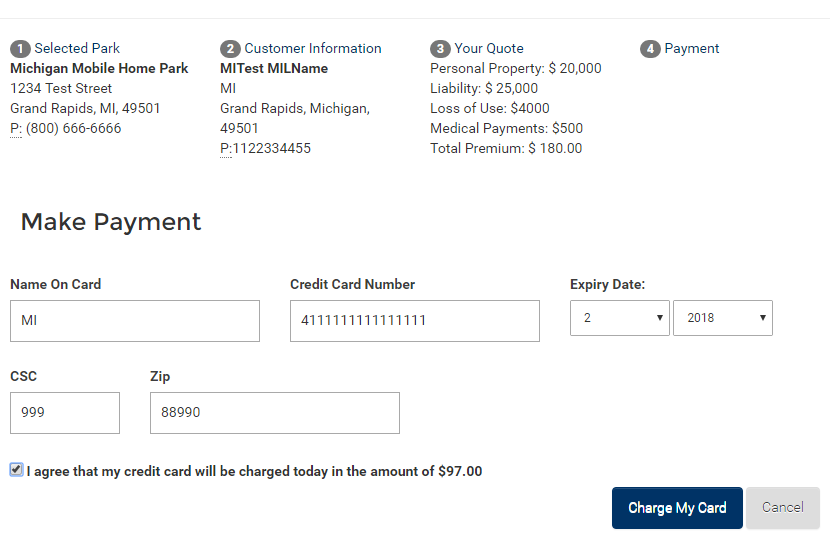 1 Selected Park
Michigan Mobile Home Park
1234 Test Street
Grand Rapids, MI, 49501
P: (800) 666-6666
2 Customer Information
MITest MILName
MI
Grand Rapids, Michigan,
49501
P:1122334455
3 Your Quote
Personal Property: $ 20,000
Liability: $ 25,000
Loss of Use: $4000
Medical Payments: $500
Total Premium: $ 180.00
4 Payment
Make Payment
Name On Card
MI
Credit Card Number
4111111111111111
Expiry Date:
2
2018
CSC
999
Zip
88990
I agree that my credit card will be charged today in the amount of $97.00
Charge My Card
Cancel